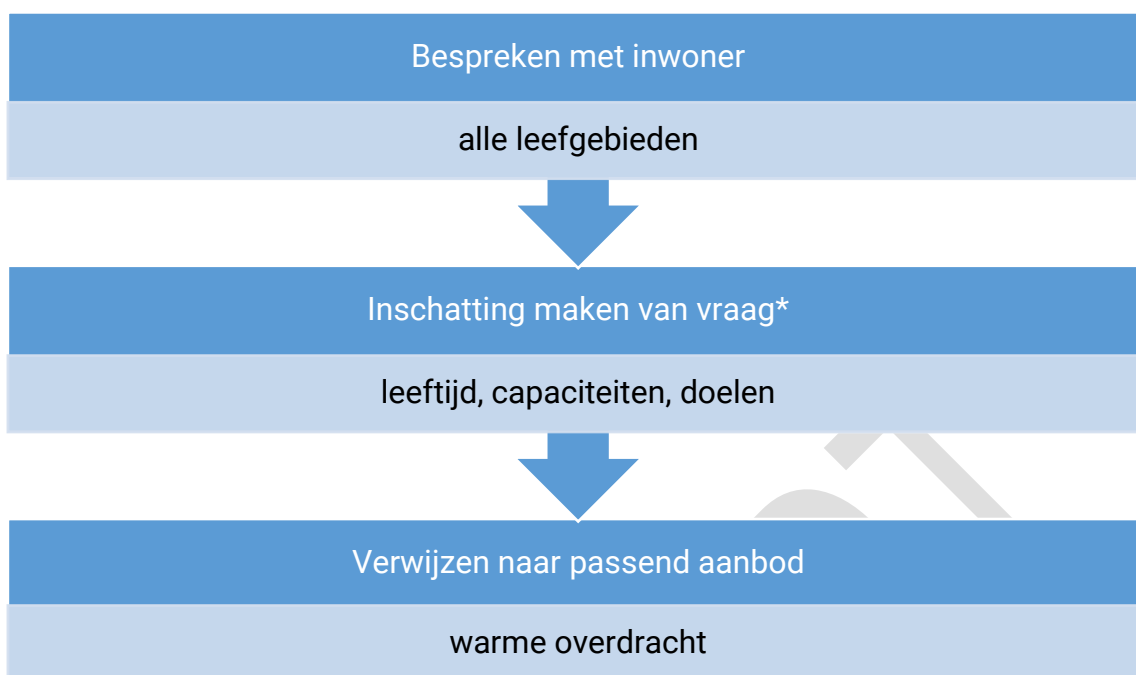 Bespreken met inwoner
alle leefgebieden
Inschatting maken van vraag*
leeftijd, capaciteiten, doelen
Verwijzen naar passend aanbod
warme overdracht